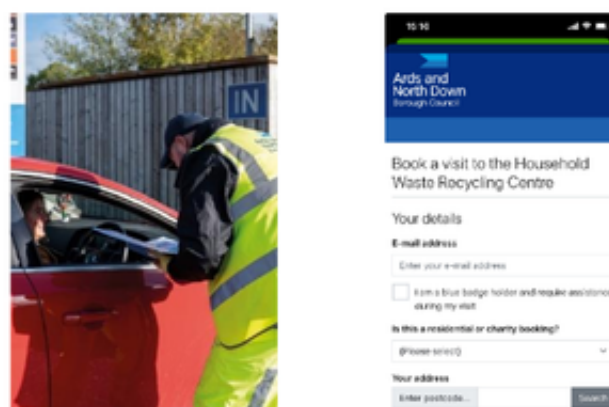 IN
10:10
Ards and
North Down
Borough Council
Book a visit to the Household
Waste Recycling Centre
Your details
E-mail address
Enter your e-mail address
I am a blue badge holder and require assistance
during my visit
Is this a residential or charity booking?
(Please select)
Your address
Enter postcode...
Search